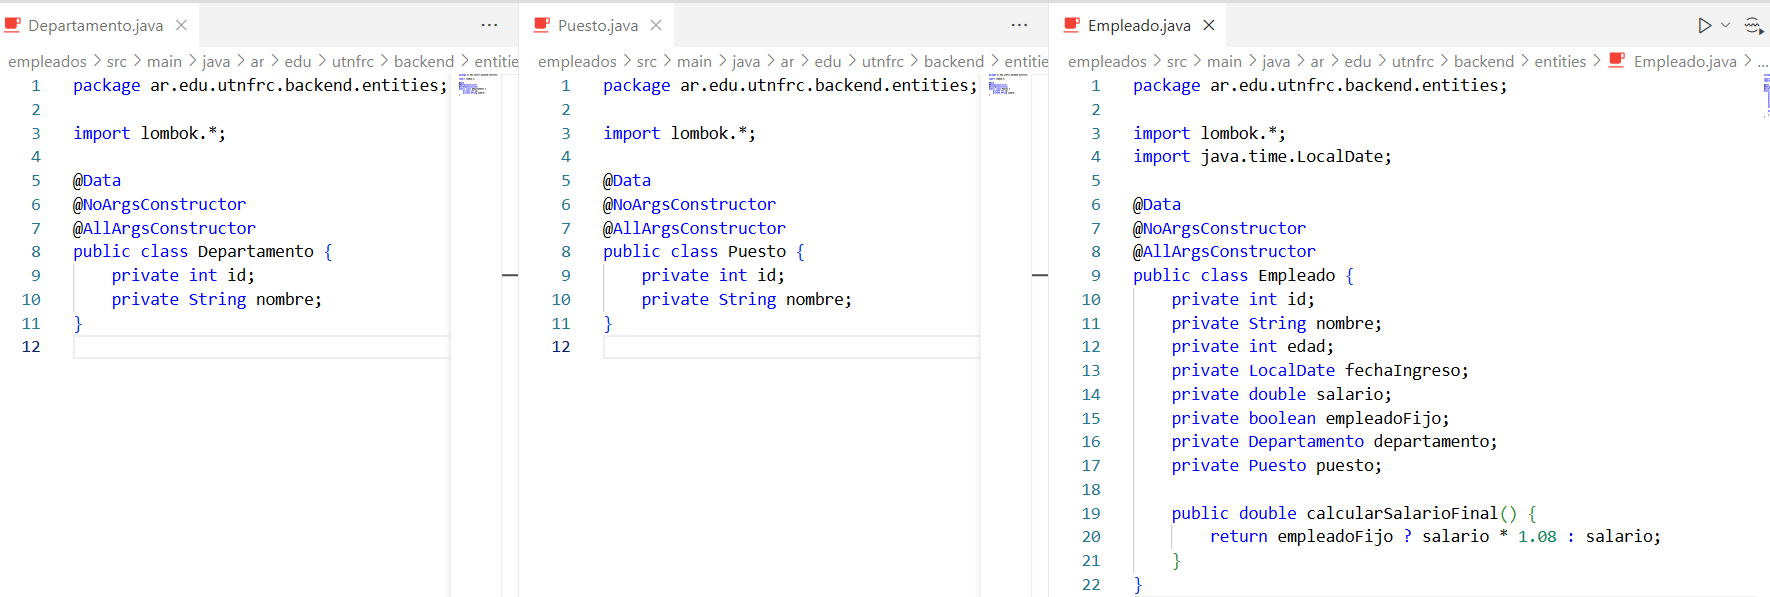 Departamento.java
empleados > src > main > java > ar > edu > utnfrc > backend > entitie
1 package ar.edu.utnfrc.backend.entities;
2
3 import lombok.*;
4
5 @Data
6 @NoArgsConstructor
7 @AllArgsConstructor
8 public class Departamento {
9 private int id;
10 private String nombre;
11 }
12
Puesto.java
empleados > src > main > java > ar > edu > utnfrc > backend > entitie
1 package ar.edu.utnfrc.backend.entities;
2
3 import lombok.*;
4
5 @Data
6 @NoArgsConstructor
7 @AllArgsConstructor
8 public class Puesto {
9 private int id;
10 private String nombre;
11 }
12
Empleado.java
empleados > src > main > java > ar > edu > utnfrc > backend > entities > Empleado.java > ...
1 package ar.edu.utnfrc.backend.entities;
2
3 import lombok.*;
4 import java.time.LocalDate;
5
6 @Data
7 @NoArgsConstructor
8 @AllArgsConstructor
9 public class Empleado {
10 private int id;
11 private String nombre;
12 private int edad;
13 private LocalDate fechaIngreso;
14 private double salario;
15 private boolean empleadoFijo;
16 private Departamento departamento;
17 private Puesto puesto;
18
19 public double calcularSalarioFinal() {
20 return empleadoFijo ? salario * 1.08 : salario;
21 }
22 }